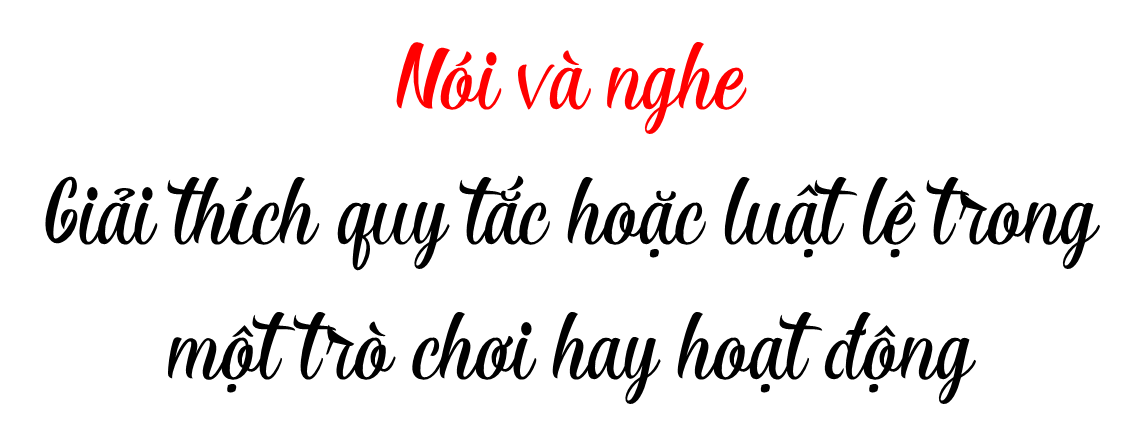 Nói và nghe
Giải thích quy tắc hoặc luật lệ trong
một trò chơi hay hoạt động